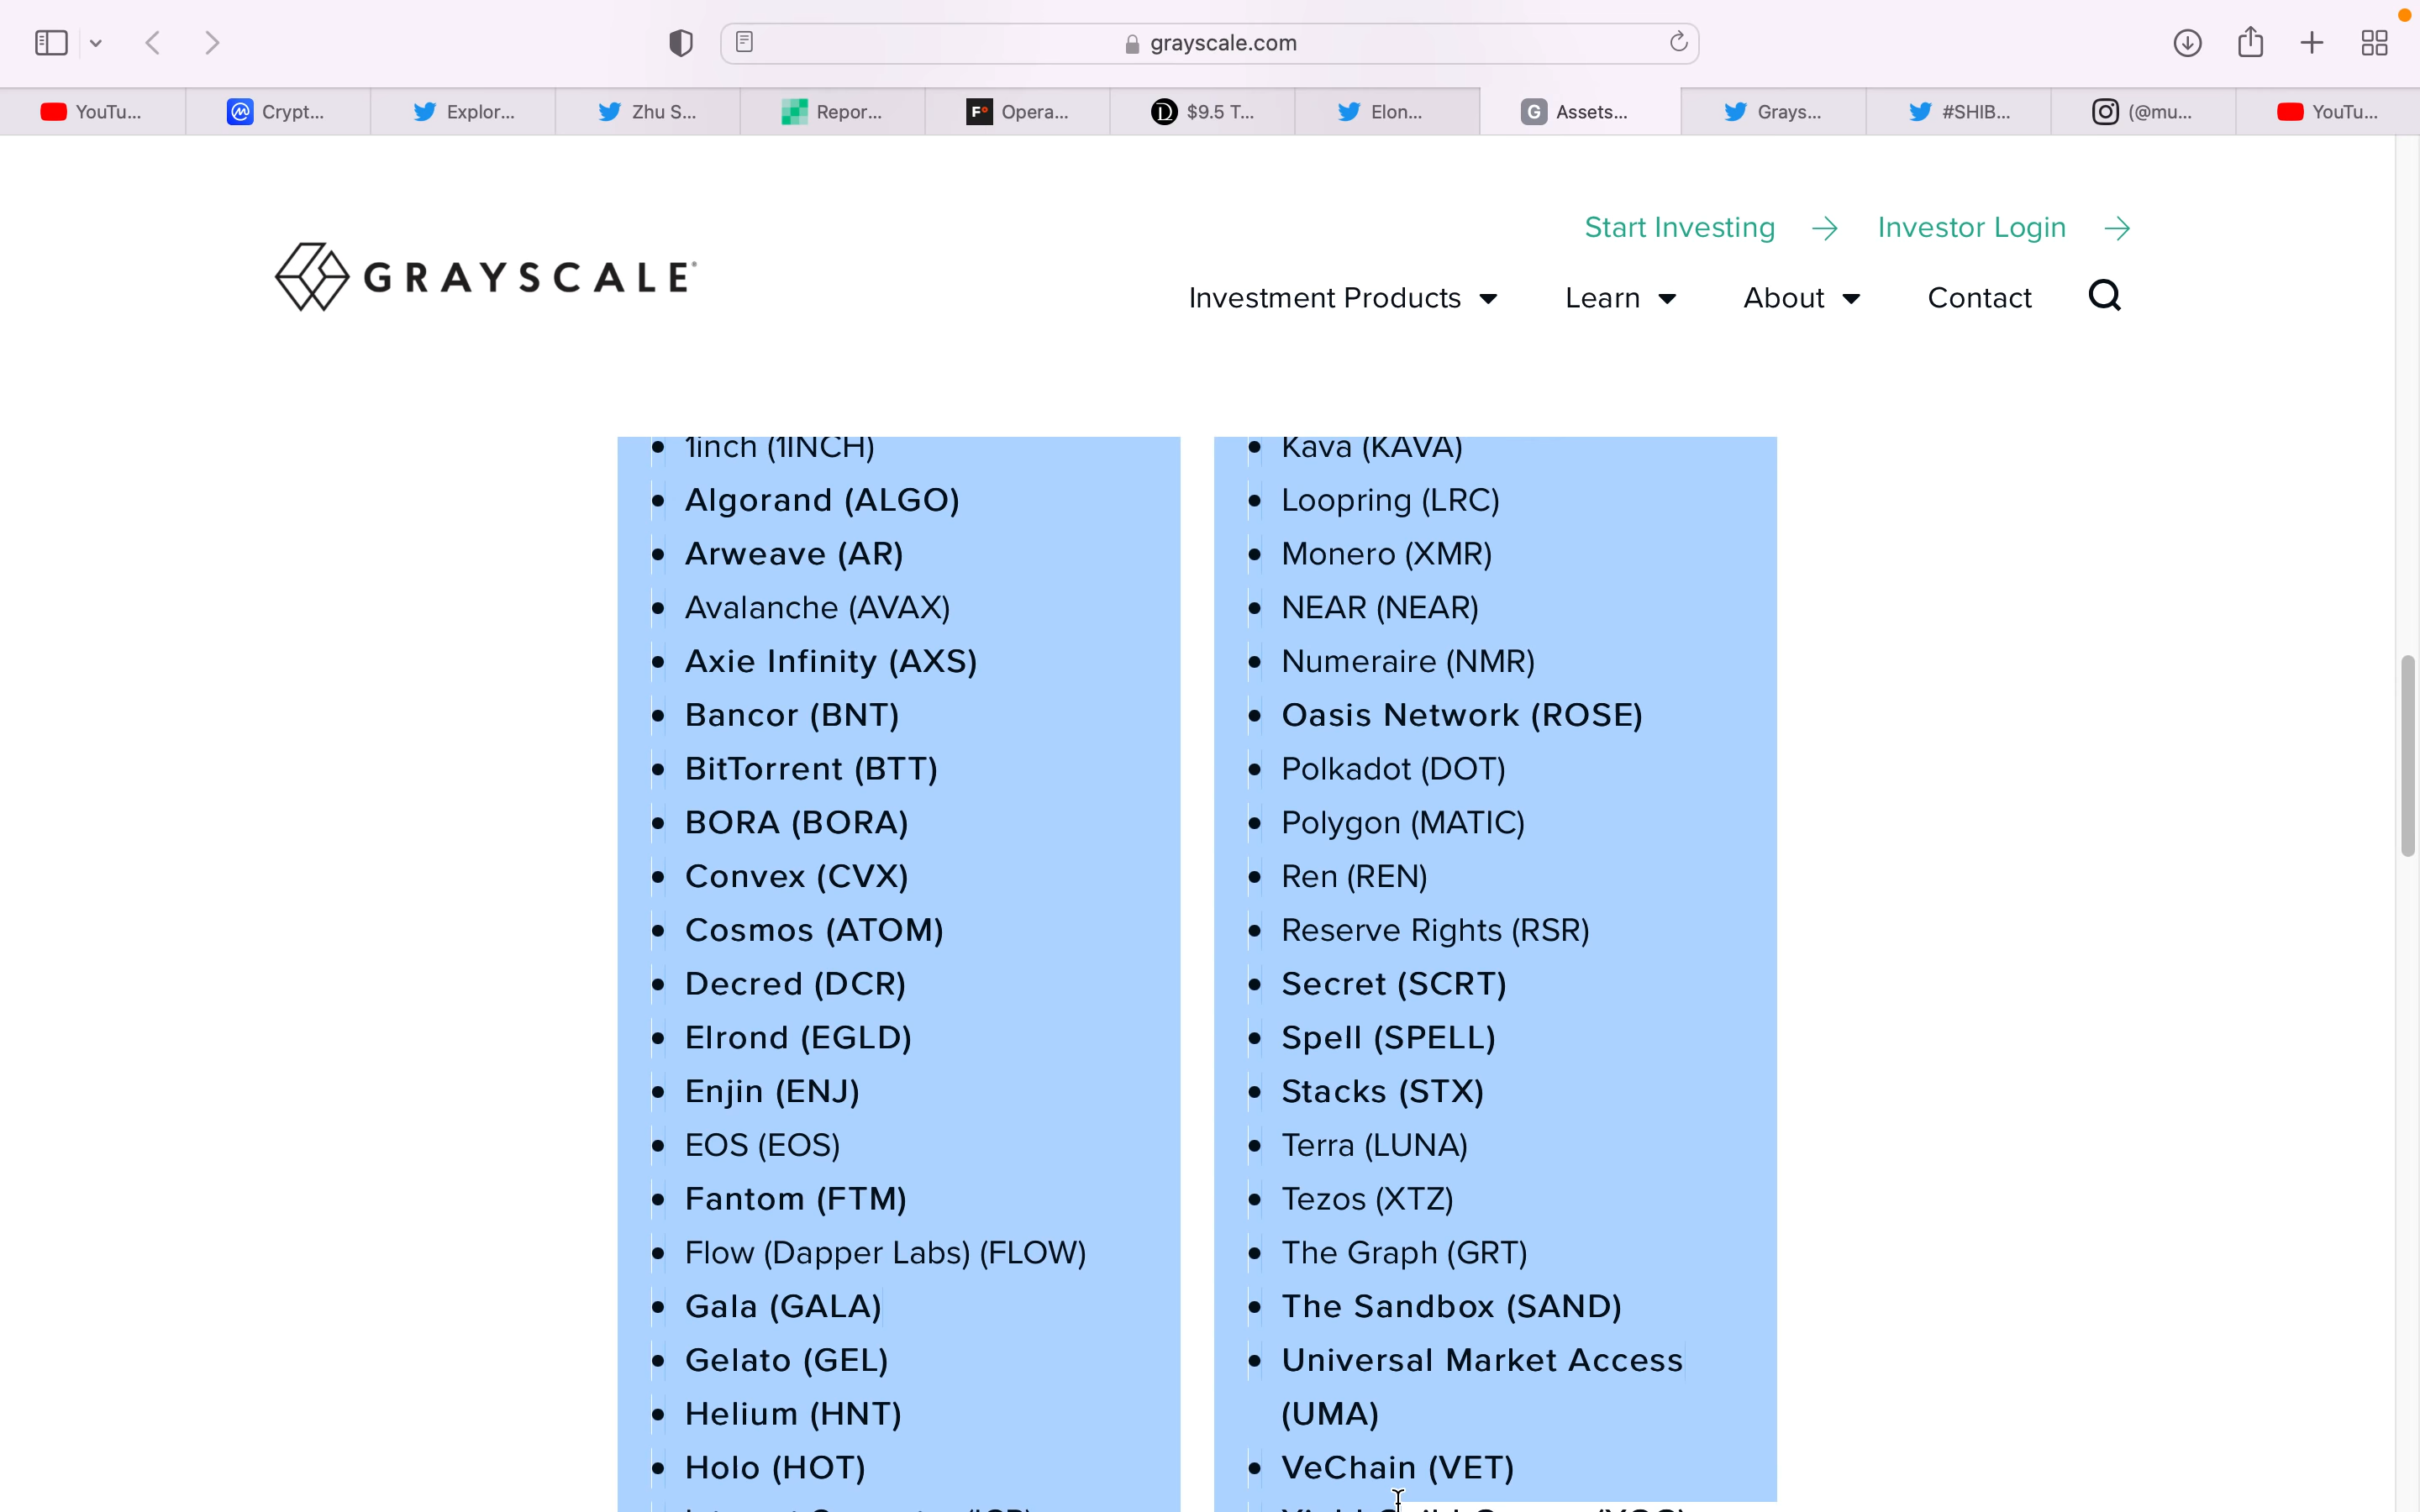 grayscale.com
YouTu...
Crypt...
Explor...
Zhu S...
Repor...
F
Opera...
$9.5 T...
Elon...
G
Assets...
Grays...
#SHIB...
(@mu...
YouTu...
Start Investing → Investor Login →
GRAYSCALE
Investment Products Learn About Contact
• 1inch (1INCH)
• Algorand (ALGO)
• Arweave (AR)
• Avalanche (AVAX)
• Axie Infinity (AXS)
• Bancor (BNT)
• BitTorrent (BTT)
• BORA (BORA)
• Convex (CVX)
• Cosmos (ATOM)
• Decred (DCR)
• Elrond (EGLD)
• Enjin (ENJ)
• EOS (EOS)
• Fantom (FTM)
• Flow (Dapper Labs) (FLOW)
• Gala (GALA)
• Gelato (GEL)
• Helium (HNT)
• Holo (HOT)
• Kava (KAVA)
• Loopring (LRC)
• Monero (XMR)
• NEAR (NEAR)
• Numeraire (NMR)
• Oasis Network (ROSE)
• Polkadot (DOT)
• Polygon (MATIC)
• Ren (REN)
• Reserve Rights (RSR)
• Secret (SCRT)
• Spell (SPELL)
• Stacks (STX)
• Terra (LUNA)
• Tezos (XTZ)
• The Graph (GRT)
• The Sandbox (SAND)
• Universal Market Access
(UMA)
• VeChain (VET)